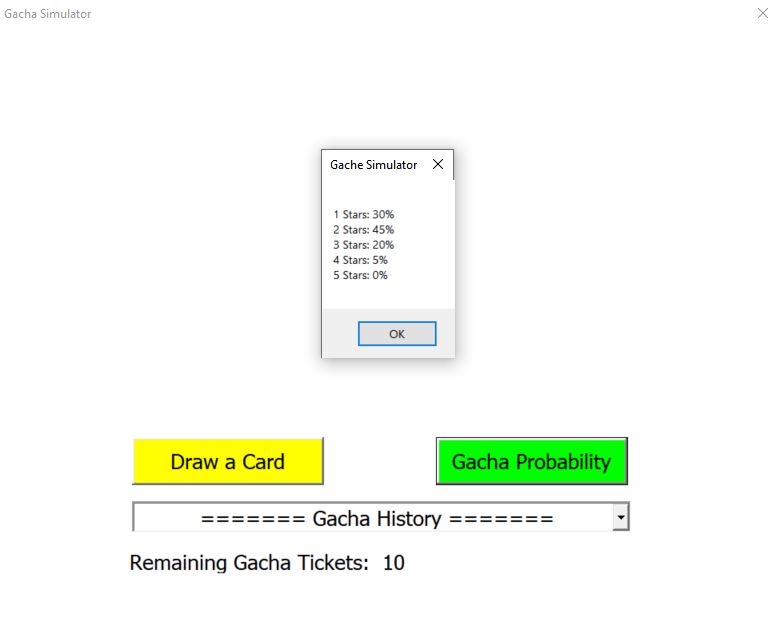 Gacha Simulator
Gache Simulator
1 Stars: 30%
2 Stars: 45%
3 Stars: 20%
4 Stars: 5%
5 Stars: 0%
OK
Draw a Card
Gacha Probability
======= Gacha History =======
Remaining Gacha Tickets: 10